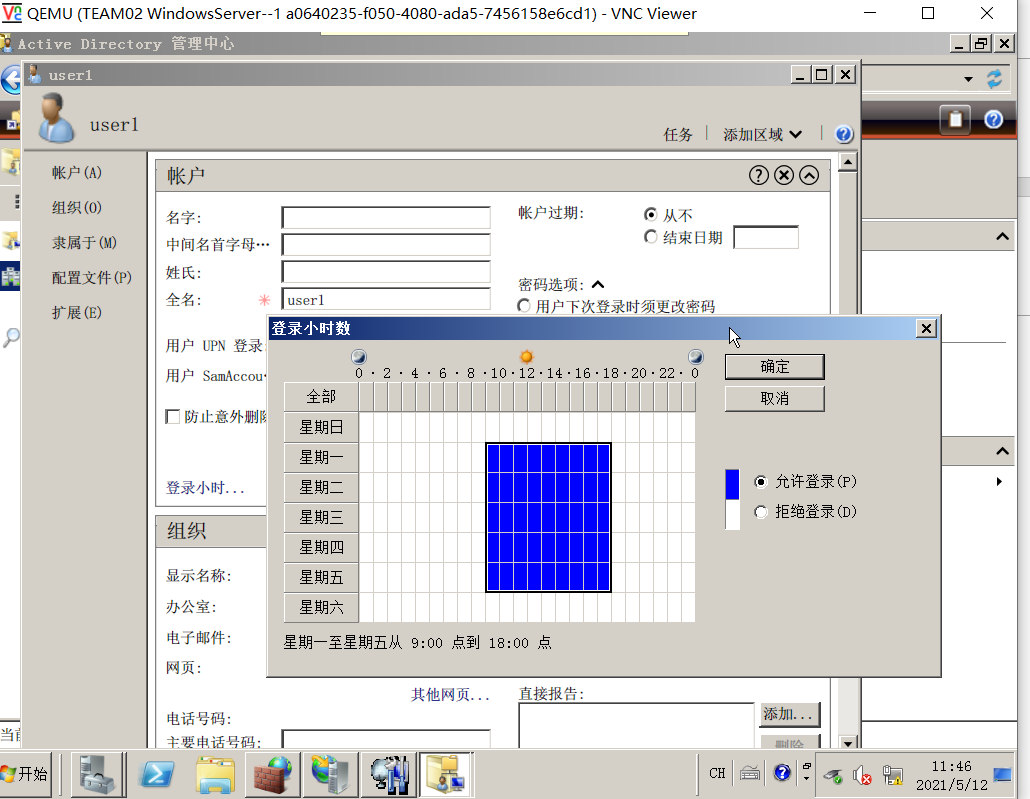 QEMU (TEAM02 WindowsServer--1 a0640235-f050-4080-ada5-7456158e6cd1) - VNC Viewer
Active Directory 管理中心
user1
user1
任务
添加区域
帐户(A)
组织(O)
隶属于(M)
配置文件(P)
扩展(E)
帐户
名字:
中间名首字母…
姓氏:
全名: * user1
用户 UPN 登录:
用户 SamAccou…
防止意外删除
登录小时...
帐户过期:
从不
结束日期
密码选项:
用户下次登录时须更改密码
登录小时数
0 · 2 · 4 · 6 · 8 · 10 · 12 · 14 · 16 · 18 · 20 · 22 · 0
全部
星期日
星期一
星期二
星期三
星期四
星期五
星期六
星期一至星期五从 9:00 点到 18:00 点
确定
取消
允许登录(P)
拒绝登录(D)
组织
显示名称:
办公室:
电子邮件:
网页:
其他网页...
电话号码:
主要电话号码:
直接报告:
添加...
删除
当前
开始
CH
11:46
2021/5/12